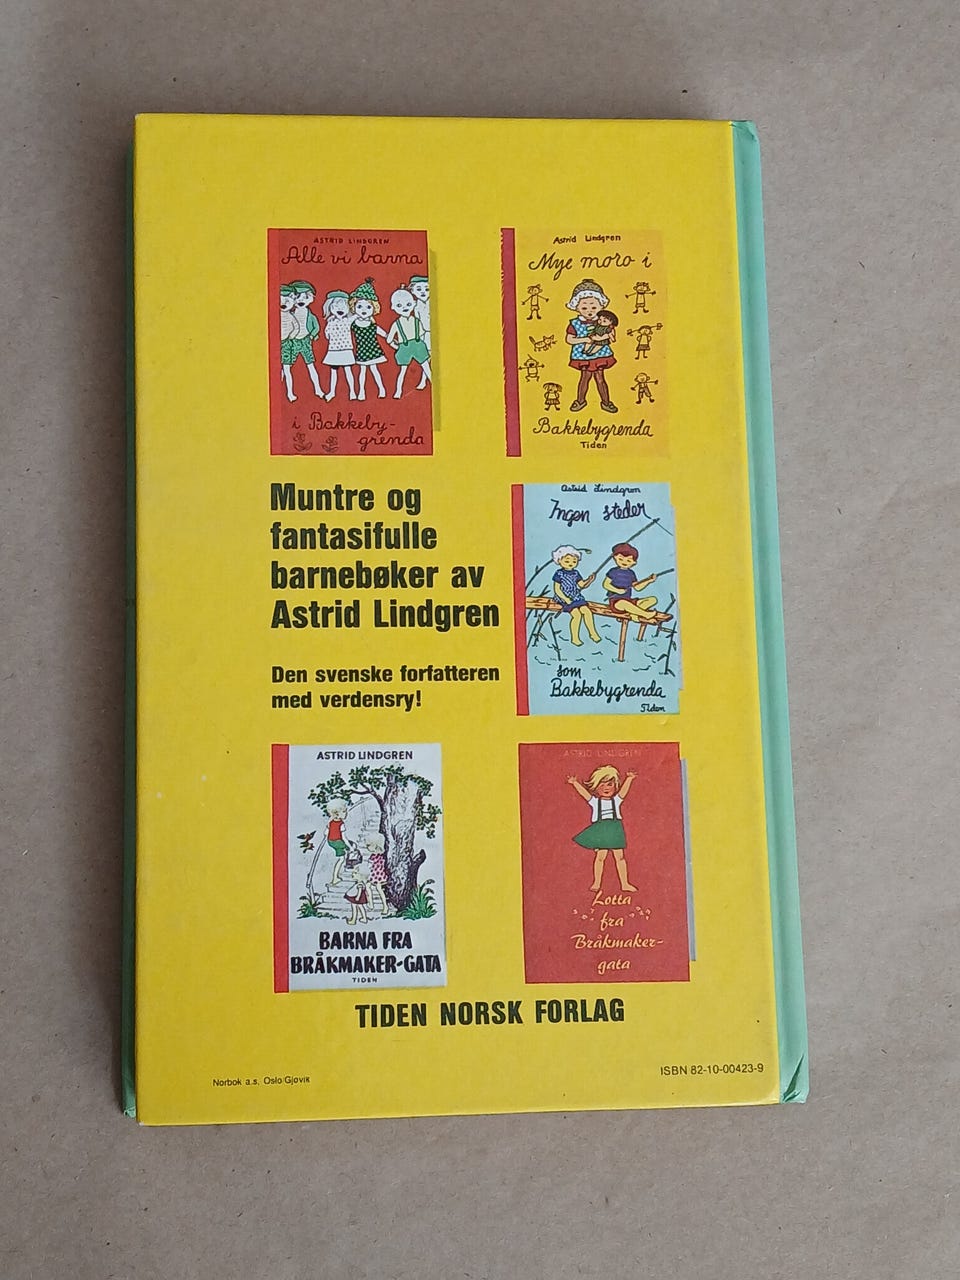 ASTRID LINDGREN
Alle vi barna
i Bakkeby-
grenda
Astrid Lindgren
Mye moro i
Bakkebygrenda
Tiden
Muntre og
fantasifulle
barnebøker av
Astrid Lindgren
Den svenske forfatteren
med verdensry!
Astrid Lindgren
Ingen steder
som
Bakkebygrenda
Tiden
ASTRID LINDGREN
BARNA FRA
BRÅKMAKER-GATA
TIDEN
ASTRID LINDGREN
Lotta
fra
Bråkmaker-
gata
TIDEN NORSK FORLAG
Norbok a.s. Oslo/Gjøvik
ISBN 82-10-00423-9